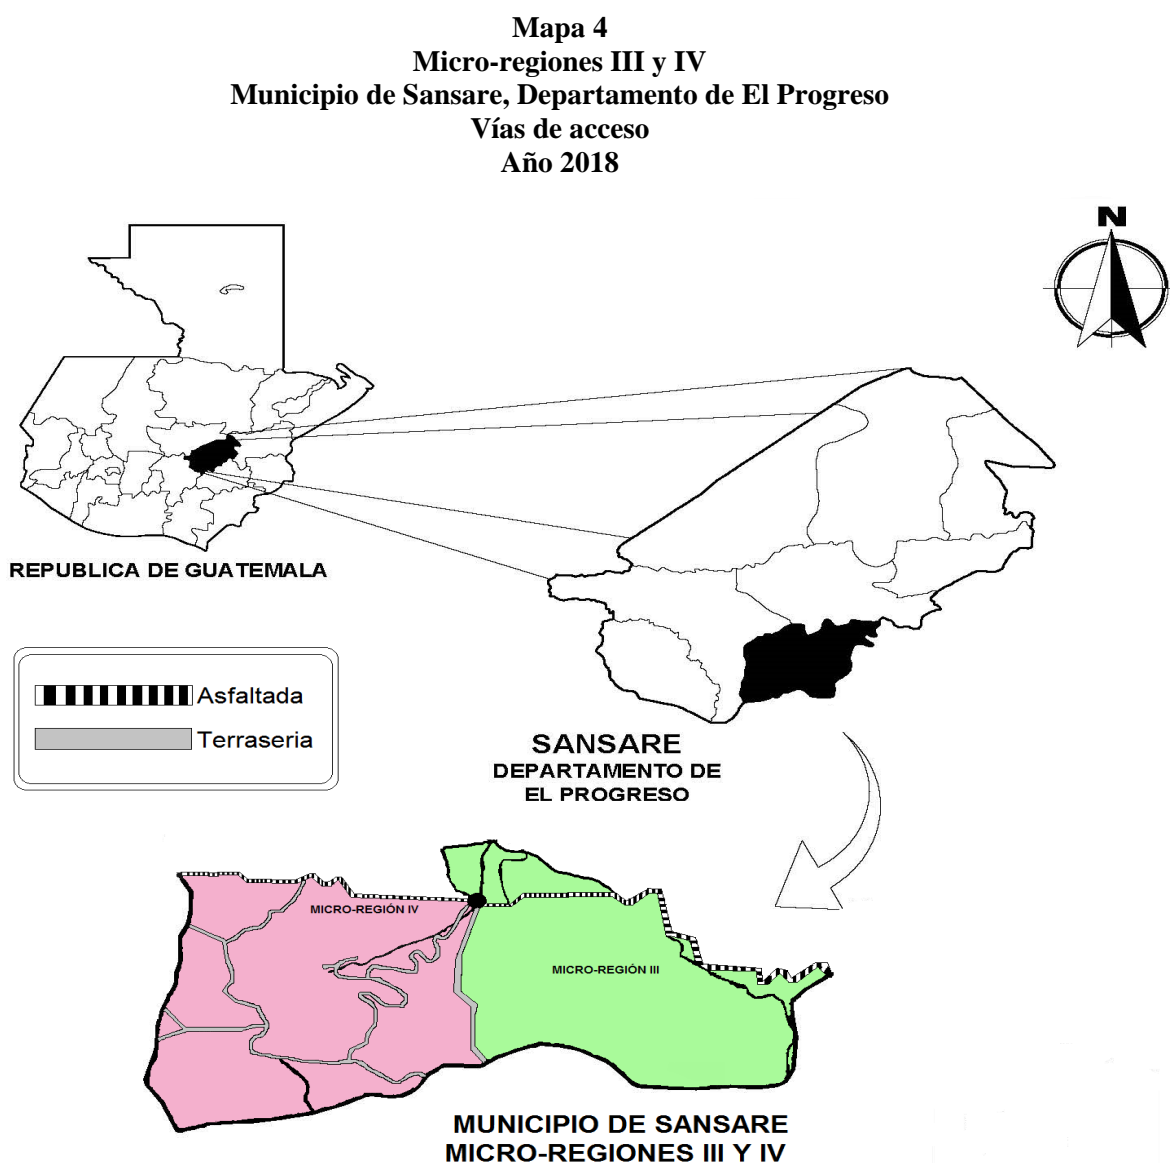 Mapa 4
Micro-regiones III y IV
Municipio de Sansare, Departamento de El Progreso
Vías de acceso
Año 2018
N
REPUBLICA DE GUATEMALA
Asfaltada
Terraseria
SANSARE
DEPARTAMENTO DE
EL PROGRESO
MICRO-REGIÓN IV
MICRO-REGIÓN III
MUNICIPIO DE SANSARE
MICRO-REGIONES III Y IV